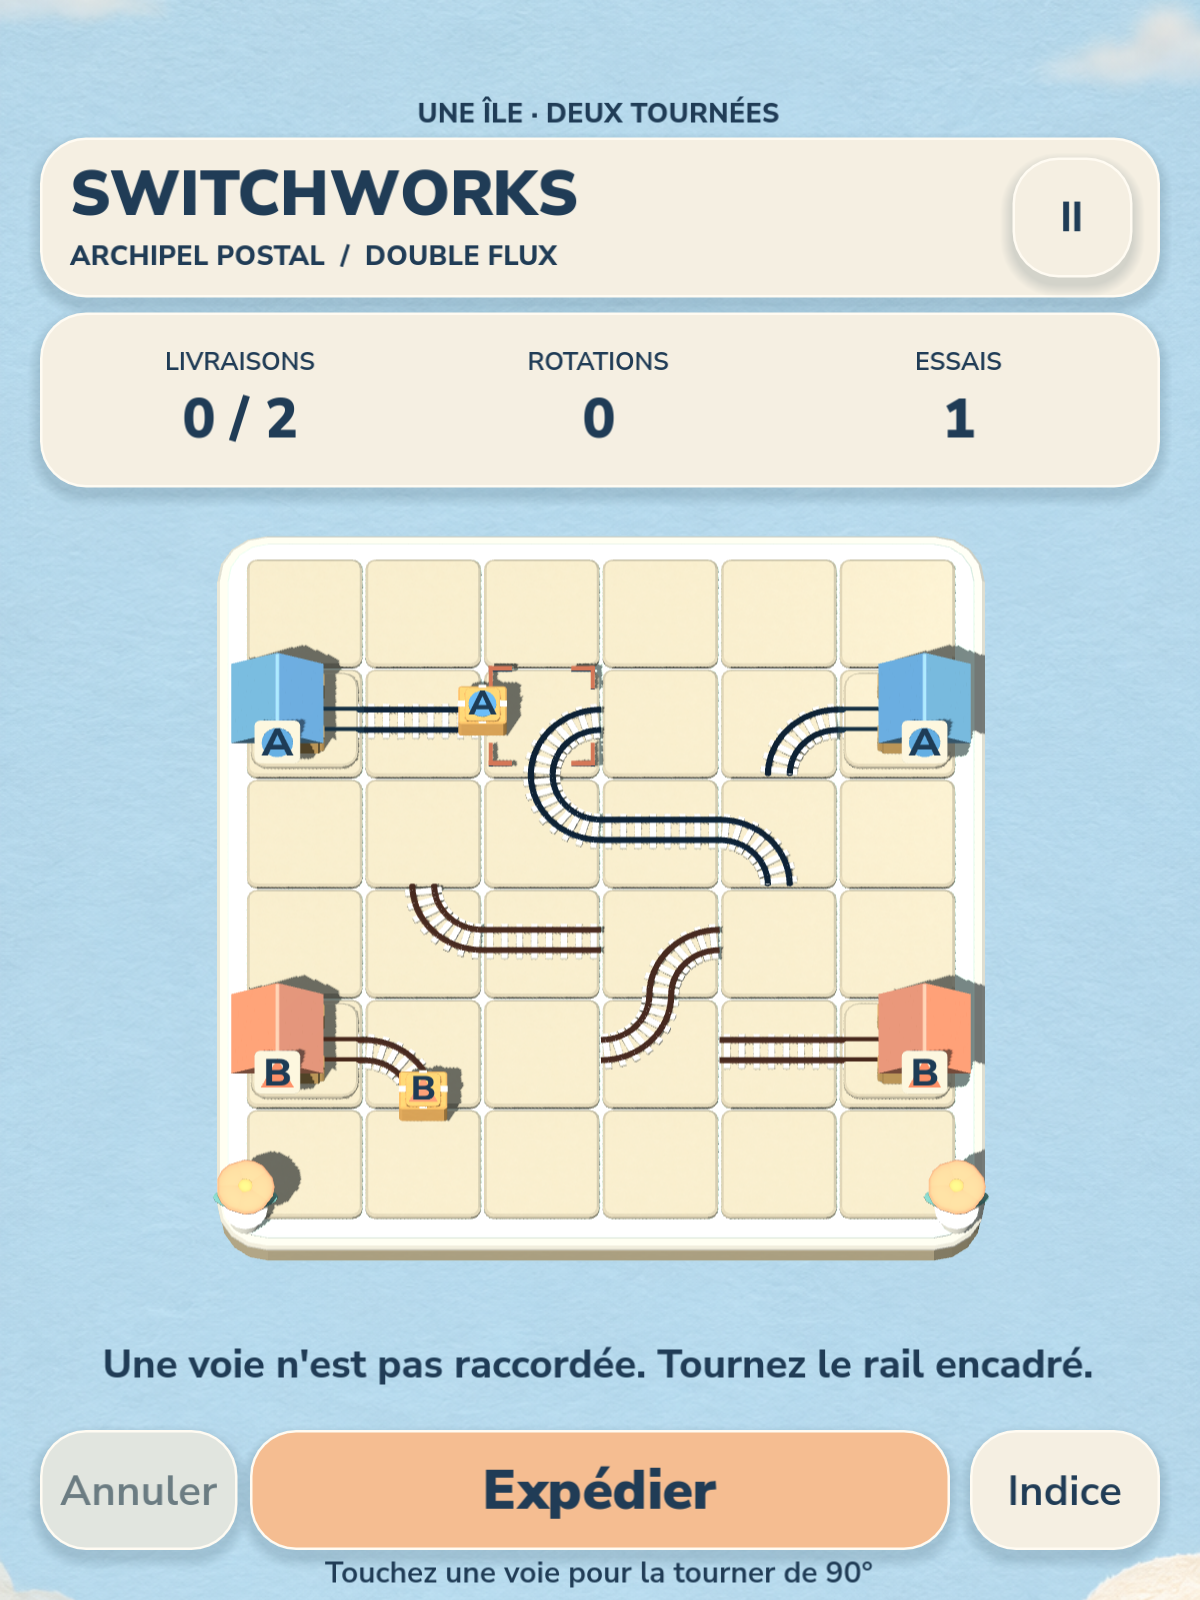 UNE ÎLE · DEUX TOURNÉES
SWITCHWORKS
II
ARCHIPEL POSTAL / DOUBLE FLUX
LIVRAISONS ROTATIONS ESSAIS
0 / 2 0 1
A
A A
B
B B
Une voie n'est pas raccordée. Tournez le rail encadré.
Annuler Expédier Indice
Touchez une voie pour la tourner de 90°